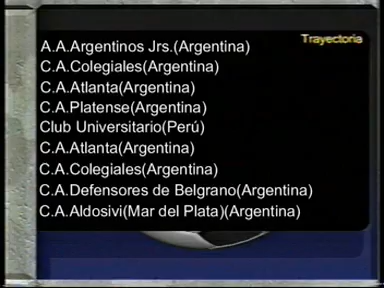 Trayectoria
A.A.Argentinos Jrs.(Argentina)
C.A.Colegiales(Argentina)
C.A.Atlanta(Argentina)
C.A.Platense(Argentina)
Club Universitario(Perú)
C.A.Atlanta(Argentina)
C.A.Colegiales(Argentina)
C.A.Defensores de Belgrano(Argentina)
C.A.Aldosivi(Mar del Plata)(Argentina)